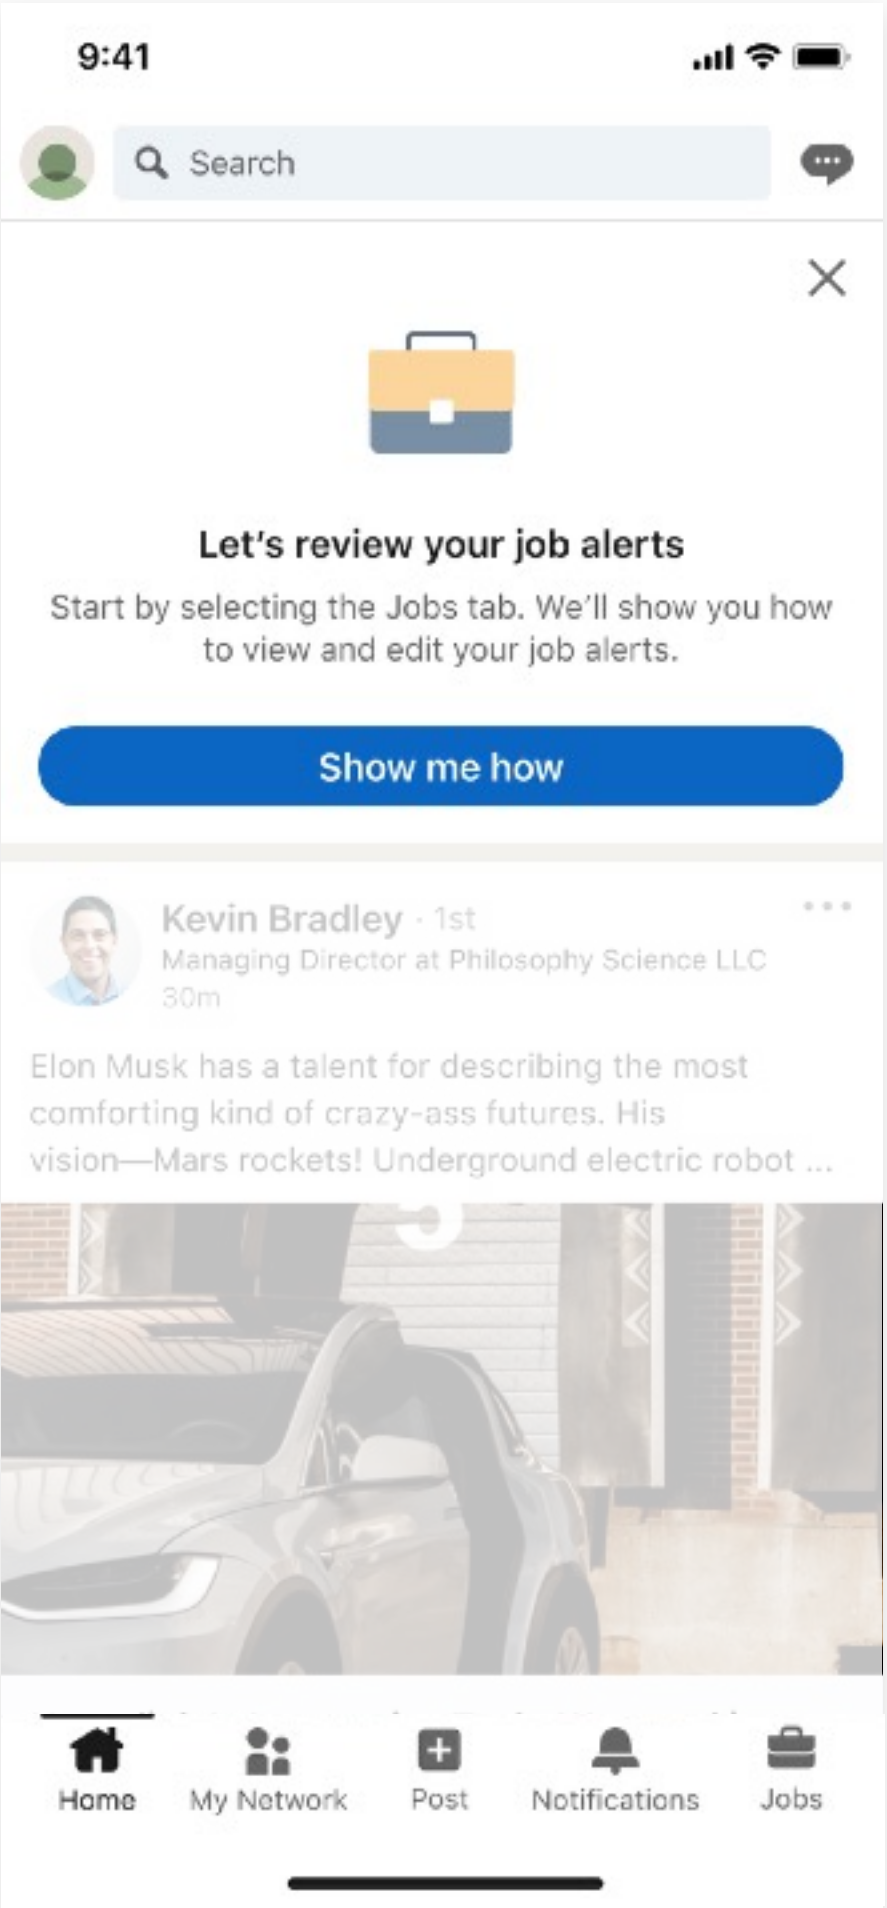 9:41
Search
Let's review your job alerts
Start by selecting the Jobs tab. We'll show you how
to view and edit your job alerts.
Show me how
Kevin Bradley · 1st
Managing Director at Philosophy Science LLC
30m
Elon Musk has a talent for describing the most
comforting kind of crazy-ass futures. His
vision—Mars rockets! Underground electric robot ...
5
Home
My Network
Post
Notifications
Jobs